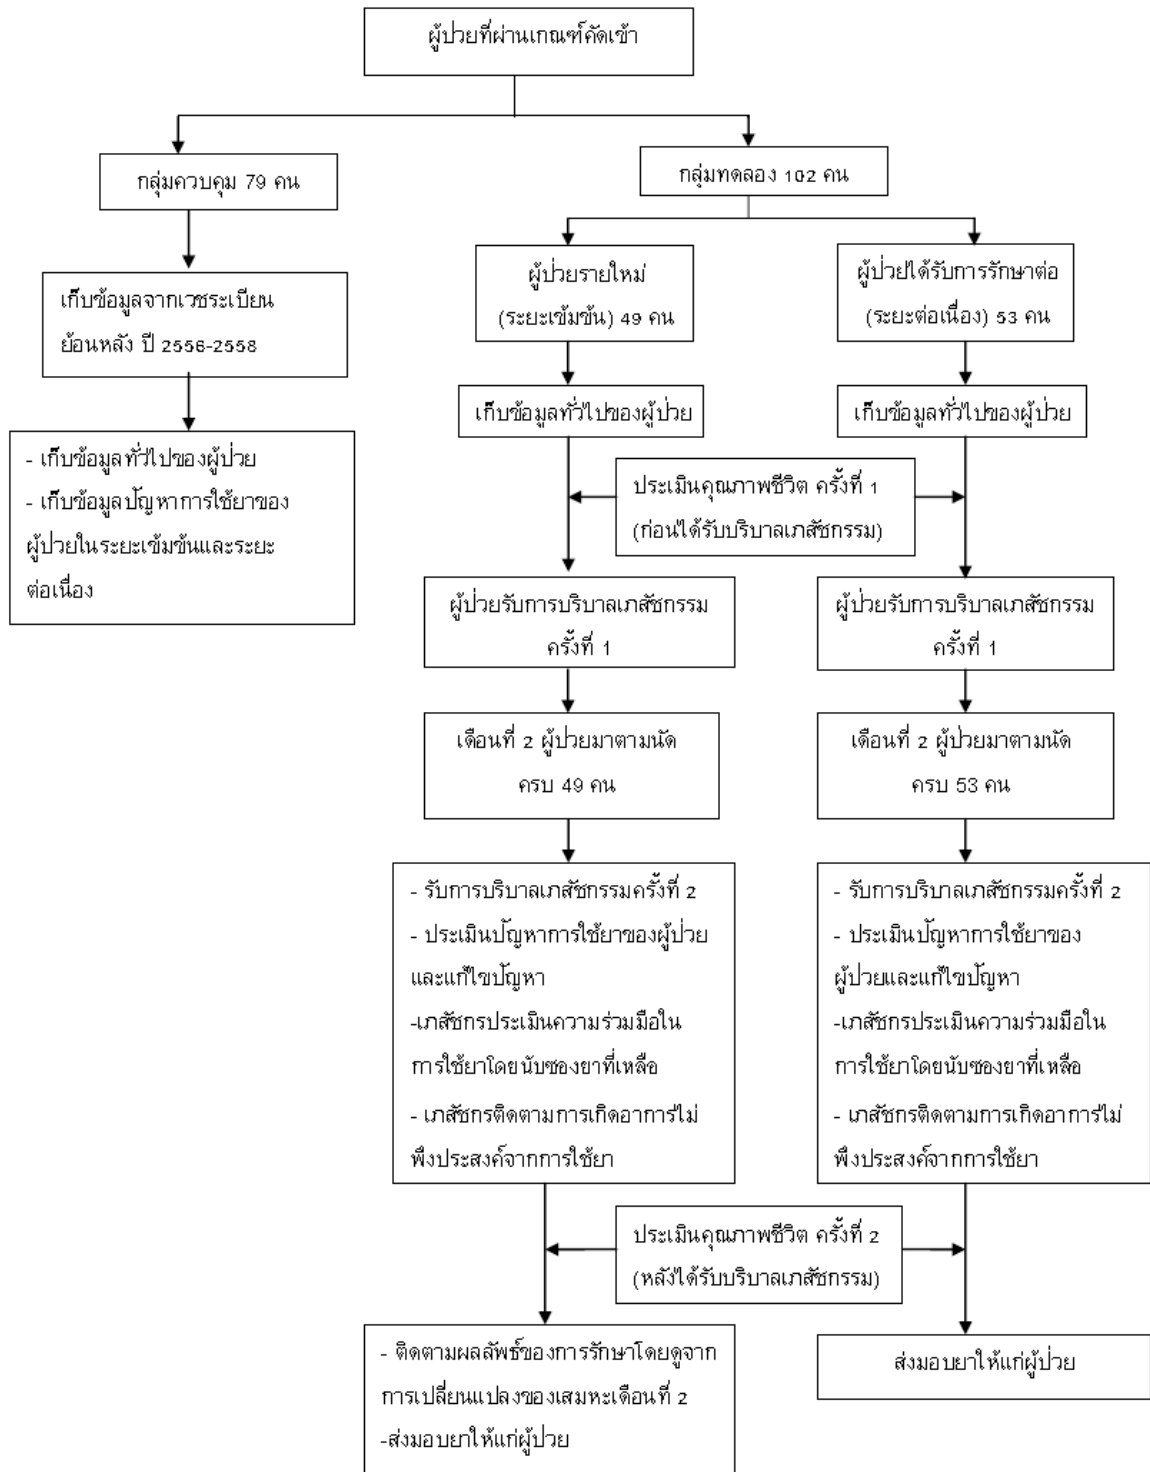 ผู้ป่วยที่ผ่านเกณฑ์คัดเข้า
กลุ่มควบคุม 79 คน
กลุ่มทดลอง 102 คน
เก็บข้อมูลจากเวชระเบียน
ย้อนหลัง ปี 2556-2558
- เก็บข้อมูลทั่วไปของผู้ป่วย
- เก็บข้อมูลปัญหาการใช้ยาของ
ผู้ป่วยในระยะเข้มข้นและระยะ
ต่อเนื่อง
ผู้ป่วยรายใหม่
(ระยะเข้มข้น) 49 คน
ผู้ป่วยได้รับการรักษาต่อ
(ระยะต่อเนื่อง) 53 คน
เก็บข้อมูลทั่วไปของผู้ป่วย
เก็บข้อมูลทั่วไปของผู้ป่วย
ประเมินคุณภาพชีวิต ครั้งที่ 1
(ก่อนได้รับบริบาลเภสัชกรรม)
ผู้ป่วยรับการบริบาลเภสัชกรรม
ครั้งที่ 1
ผู้ป่วยรับการบริบาลเภสัชกรรม
ครั้งที่ 1
เดือนที่ 2 ผู้ป่วยมาตามนัด
ครบ 49 คน
เดือนที่ 2 ผู้ป่วยมาตามนัด
ครบ 53 คน
- รับการบริบาลเภสัชกรรมครั้งที่ 2
- ประเมินปัญหาการใช้ยาของผู้ป่วย
และแก้ไขปัญหา
-เภสัชกรประเมินความร่วมมือใน
การใช้ยาโดยนับซองยาที่เหลือ
- เภสัชกรติดตามการเกิดอาการไม่
พึงประสงค์จากการใช้ยา
- รับการบริบาลเภสัชกรรมครั้งที่ 2
- ประเมินปัญหาการใช้ยาของ
ผู้ป่วยและแก้ไขปัญหา
-เภสัชกรประเมินความร่วมมือใน
การใช้ยาโดยนับซองยาที่เหลือ
- เภสัชกรติดตามการเกิดอาการไม่
พึงประสงค์จากการใช้ยา
ประเมินคุณภาพชีวิต ครั้งที่ 2
(หลังได้รับบริบาลเภสัชกรรม)
- ติดตามผลลัพธ์ของการรักษาโดยดูจาก
การเปลี่ยนแปลงของเสมหะเดือนที่ 2
-ส่งมอบยาให้แก่ผู้ป่วย
ส่งมอบยาให้แก่ผู้ป่วย